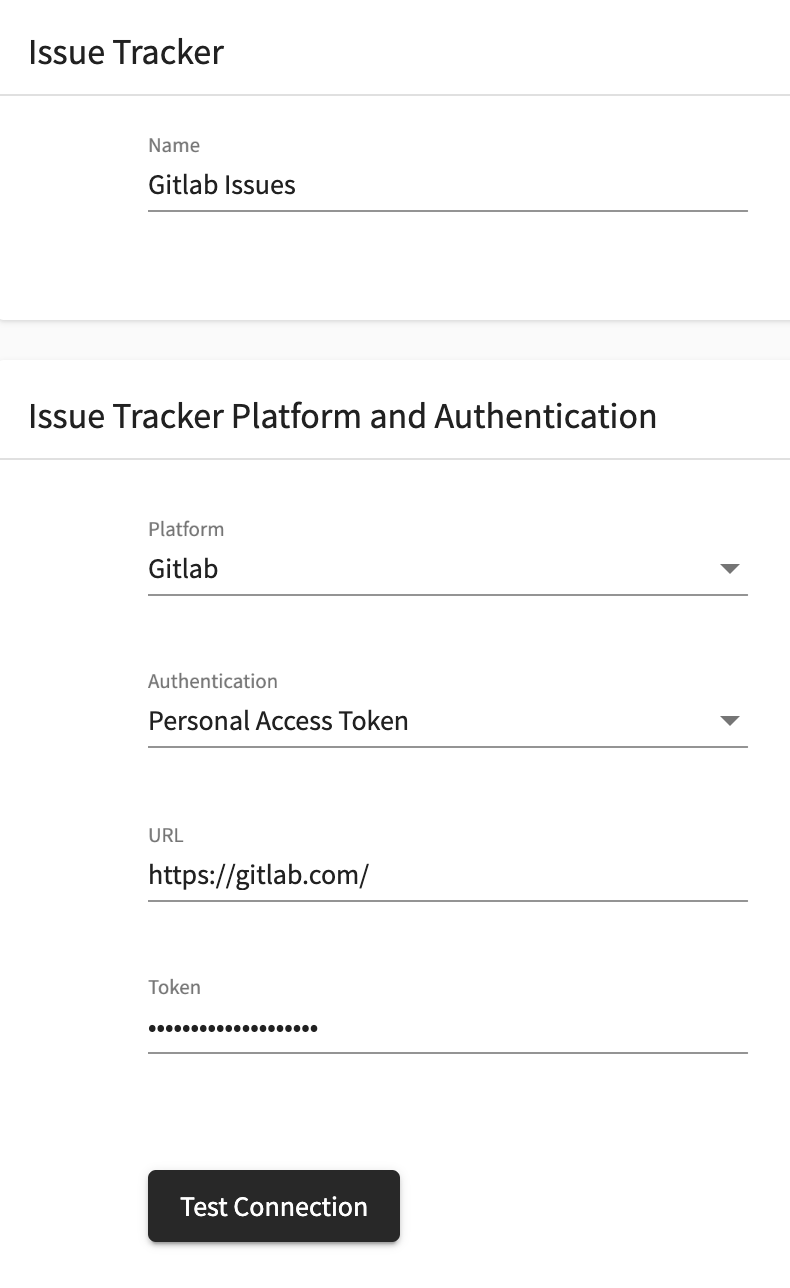 Issue Tracker
Name
Gitlab Issues
Issue Tracker Platform and Authentication
Platform
Gitlab
Authentication
Personal Access Token
URL
https://gitlab.com/
Token
••••••••••••••••••••
Test Connection